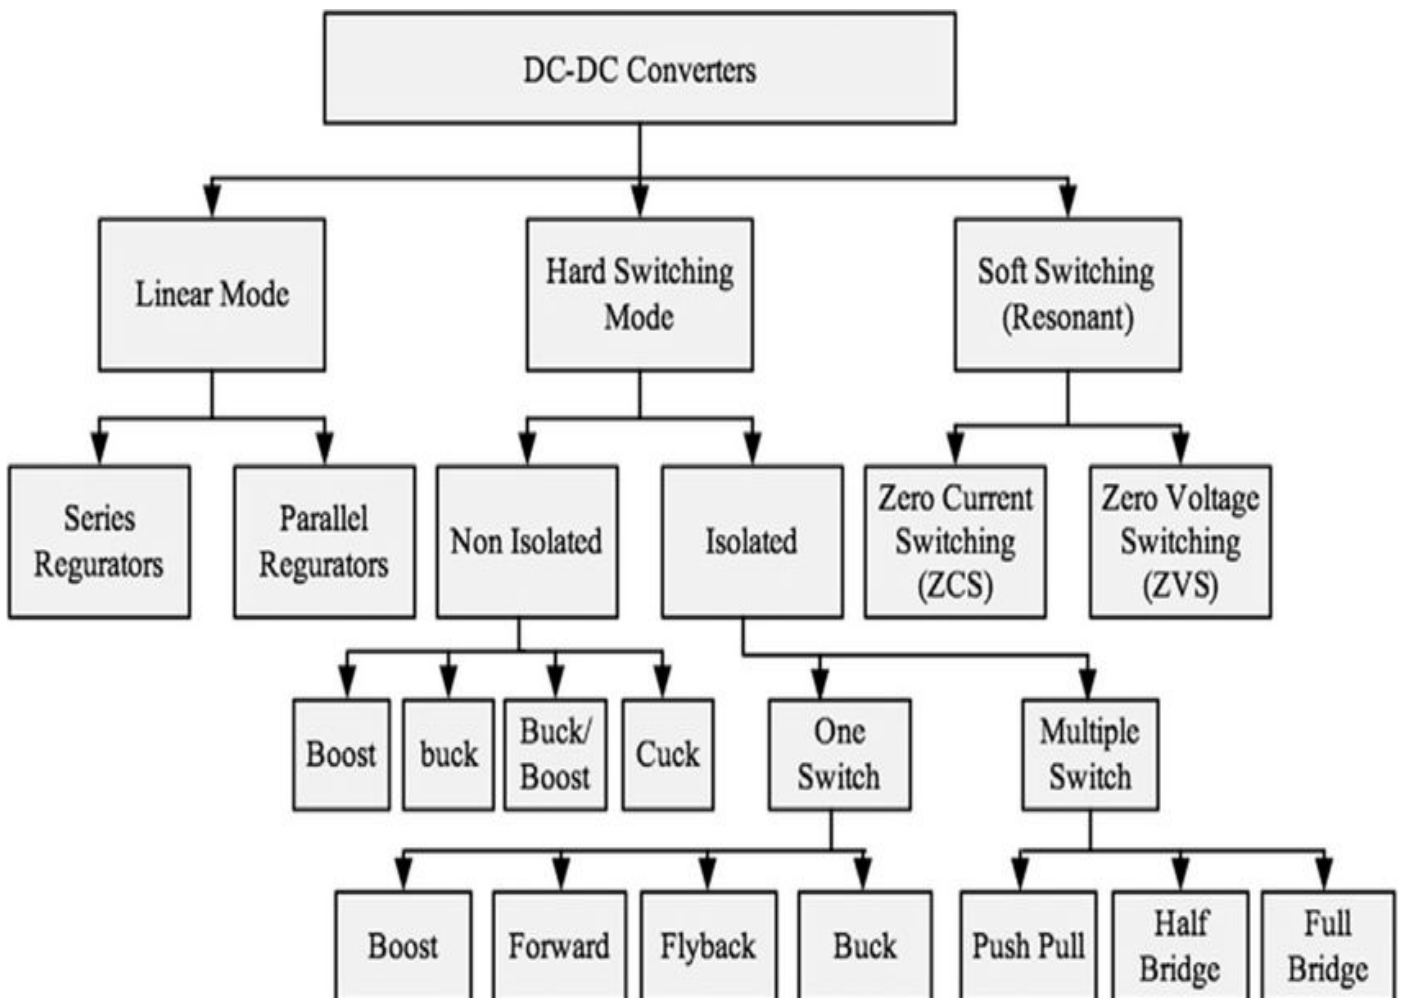 DC-DC Converters
Linear Mode
Hard Switching
Mode
Soft Switching
(Resonant)
Series
Regurators
Parallel
Regurators
Non Isolated
Isolated
Zero Current
Switching
(ZCS)
Zero Voltage
Switching
(ZVS)
Boost
buck
Buck/
Boost
Cuck
One
Switch
Multiple
Switch
Boost
Forward
Flyback
Buck
Push Pull
Half
Bridge
Full
Bridge